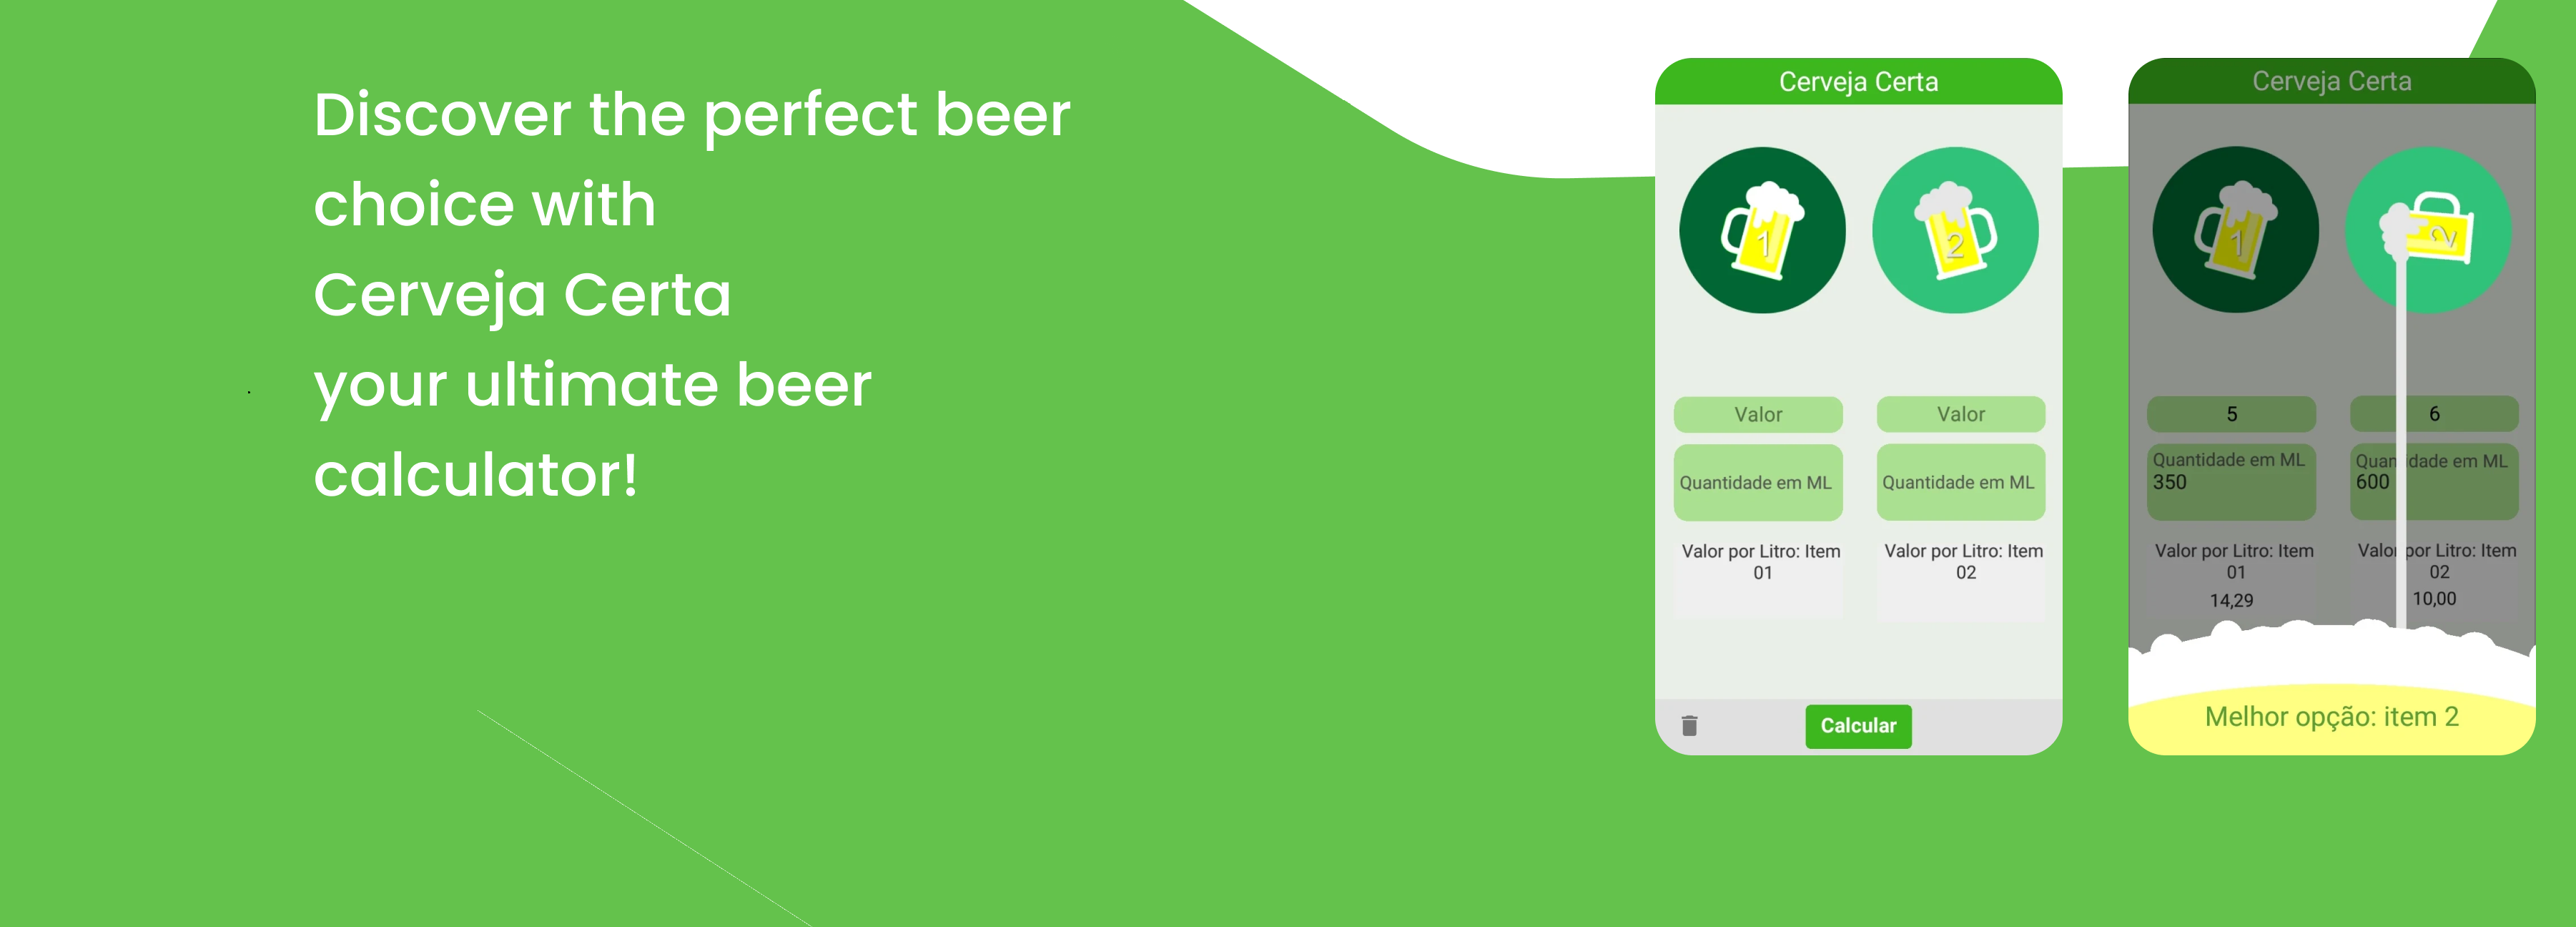 Discover the perfect beer
choice with
Cerveja Certa
your ultimate beer
calculator!
Cerveja Certa
1
2
Valor
Valor
Quantidade em ML
Quantidade em ML
Valor por Litro: Item
01
Valor por Litro: Item
02
Calcular
Cerveja Certa
1
2
5
6
Quantidade em ML
350
Quantidade em ML
600
Valor por Litro: Item
01
14,29
Valor por Litro: Item
02
10,00
Melhor opção: item 2